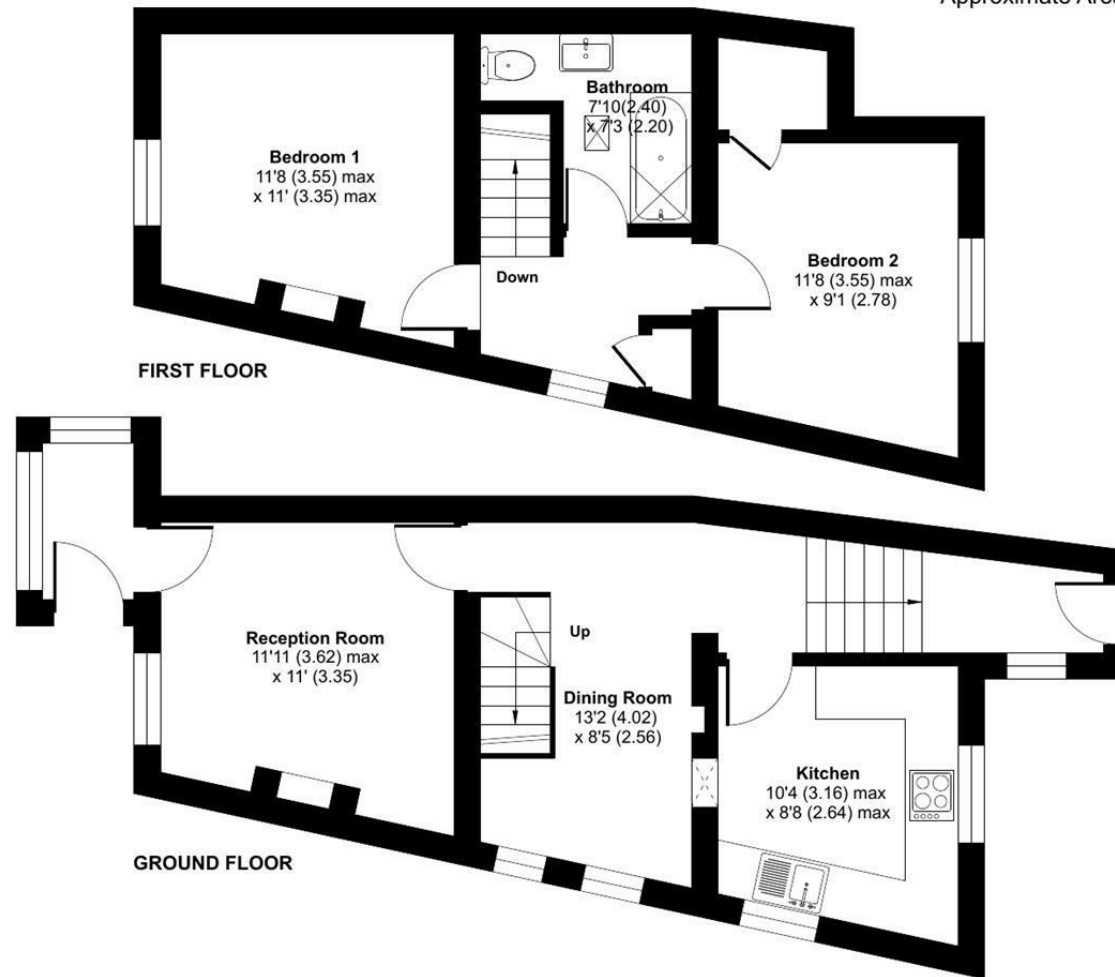 Approximate Area
Bathroom
7'10(2.40)
x 7'3 (2.20)
Bedroom 1
11'8 (3.55) max
x 11' (3.35) max
Bedroom 2
11'8 (3.55) max
x 9'1 (2.78)
Down
FIRST FLOOR
Reception Room
11'11 (3.62) max
x 11' (3.35)
Up
Dining Room
13'2 (4.02)
x 8'5 (2.56)
Kitchen
10'4 (3.16) max
x 8'8 (2.64) max
GROUND FLOOR